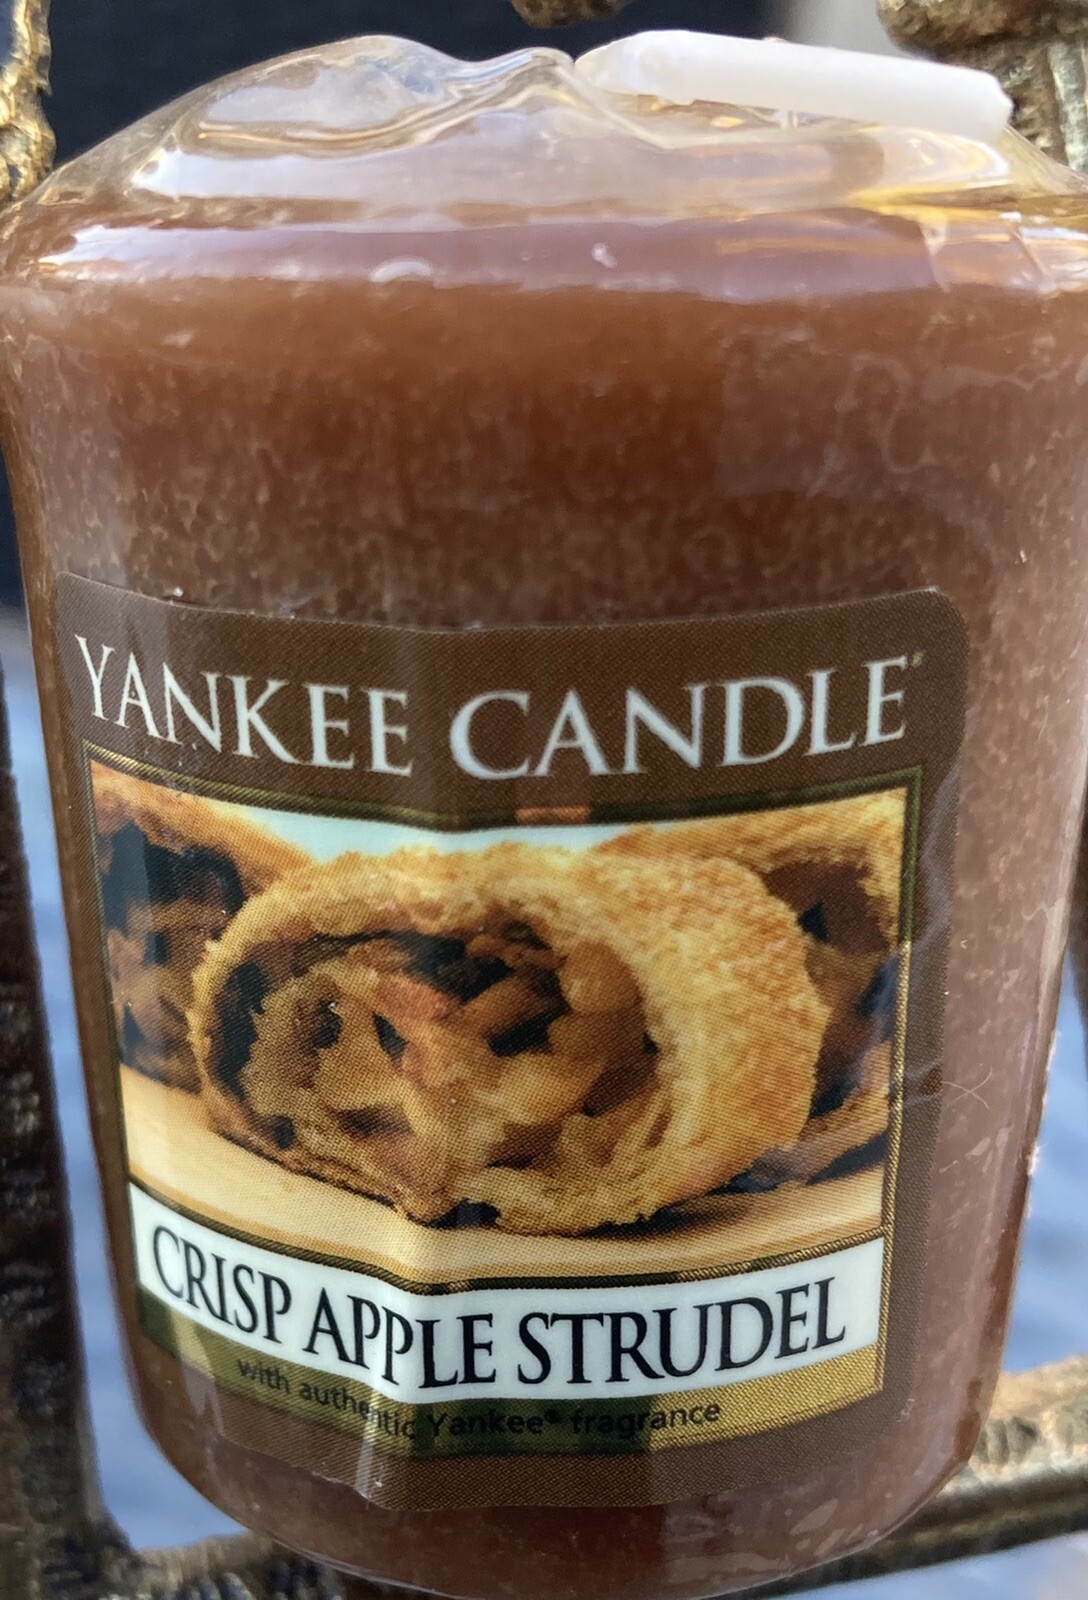 YANKEE CANDLE®
CRISP APPLE STRUDEL
with authentic Yankee® fragrance